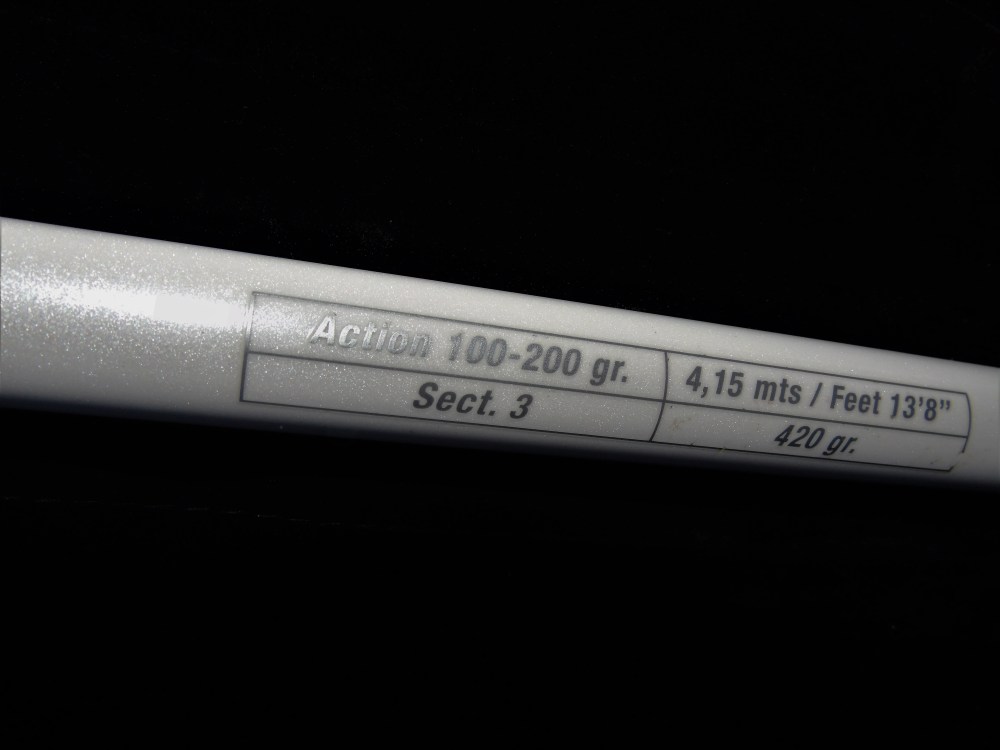 Action 100-200 gr.
4,15 mts / Feet 13'8"
Sect. 3
420 gr.